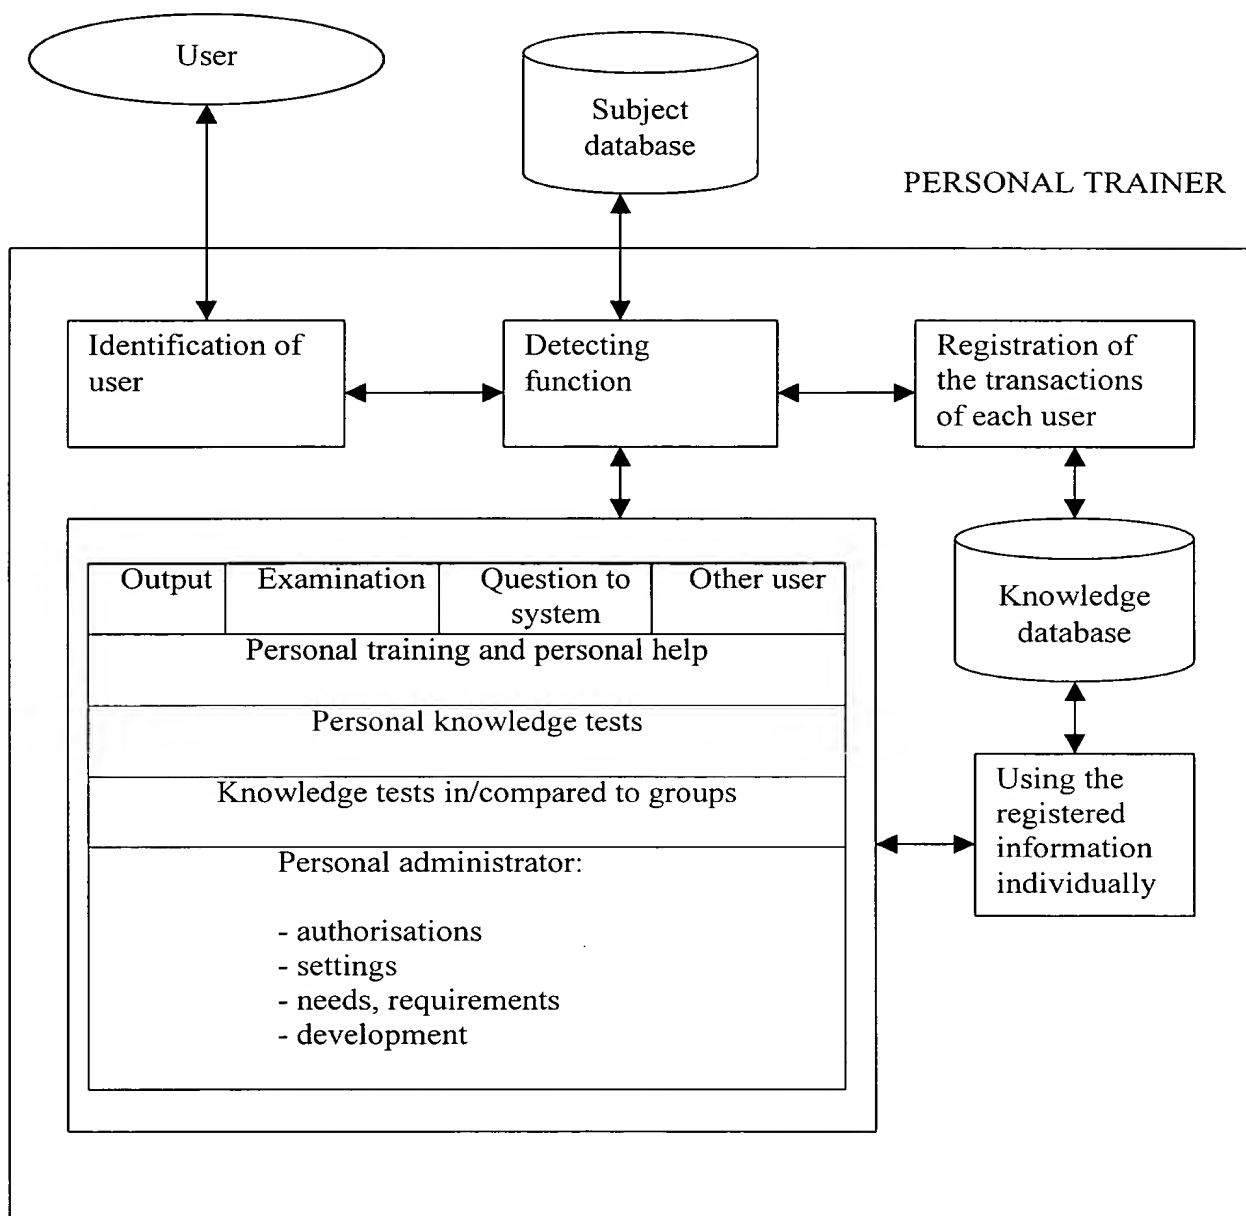 User
Subject
database
PERSONAL TRAINER
Identification of
user
Detecting
function
Registration of
the transactions
of each user
Output
Examination
Question to
system
Other user
Personal training and personal help
Personal knowledge tests
Knowledge tests in/compared to groups
Personal administrator:
- authorisations
- settings
- needs, requirements
- development
Knowledge
database
Using the
registered
information
individually